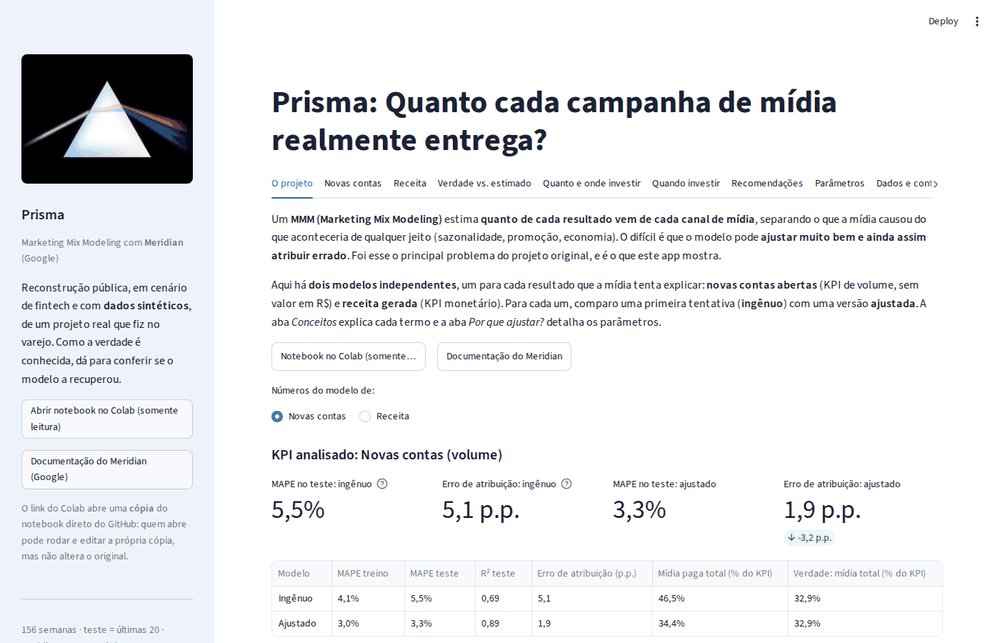 Deploy
Prisma
Marketing Mix Modeling com Meridian
(Google)
Reconstrução pública, em cenário
de fintech e com dados sintéticos,
de um projeto real que fiz no
varejo. Como a verdade é
conhecida, dá para conferir se o
modelo a recuperou.
Abrir notebook no Colab (somente
leitura)
Documentação do Meridian
(Google)
O link do Colab abre uma cópia do
notebook direto do GitHub: quem abre
pode rodar e editar a própria cópia,
mas não altera o original.
156 semanas · teste = últimas 20 ·
Prisma: Quanto cada campanha de mídia
realmente entrega?
O projeto Novas contas Receita Verdade vs. estimado Quanto e onde investir Quando investir Recomendações Parâmetros Dados e cont
Um MMM (Marketing Mix Modeling) estima quanto de cada resultado vem de cada canal de mídia, separando o que a mídia causou do
que aconteceria de qualquer jeito (sazonalidade, promoção, economia). O difícil é que o modelo pode ajustar muito bem e ainda assim
atribuir errado. Foi esse o principal problema do projeto original, e é o que este app mostra.
Aqui há dois modelos independentes, um para cada resultado que a mídia tenta explicar: novas contas abertas (KPI de volume, sem
valor em R$) e receita gerada (KPI monetário). Para cada um, comparo uma primeira tentativa (ingênuo) com uma versão ajustada. A
aba Conceitos explica cada termo e a aba Por que ajustar? detalha os parâmetros.
Notebook no Colab (somente… Documentação do Meridian
Números do modelo de:
Novas contas Receita
KPI analisado: Novas contas (volume)
MAPE no teste: ingênuo Erro de atribuição: ingênuo MAPE no teste: ajustado Erro de atribuição: ajustado
5,5% 5,1 p.p. 3,3% 1,9 p.p.
↓ -3,2 p.p.
Modelo MAPE treino MAPE teste R² teste Erro de atribuição (p.p.) Mídia paga total (% do KPI) Verdade: mídia total (% do KPI)
Ingênuo 4,1% 5,5% 0,69 5,1 46,5% 32,9%
Ajustado 3,0% 3,3% 0,89 1,9 34,4% 32,9%